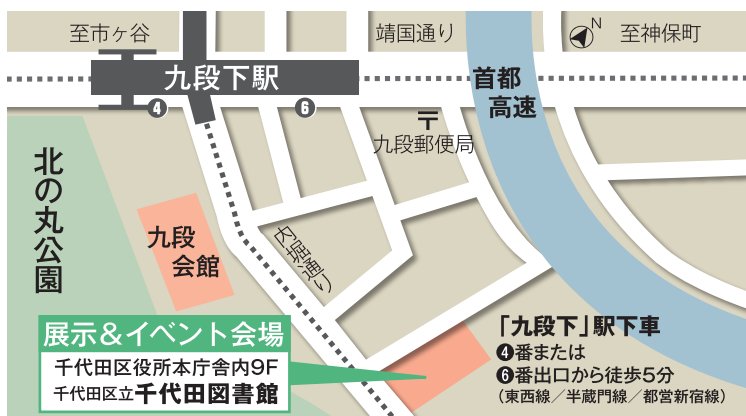 至市ヶ谷
靖国通り
N
至神保町
九段下駅
首都
高速
4
6
〒
九段郵便局
北の丸公園
九段
会館
内堀通り
展示&イベント会場
千代田区役所本庁舎内9F
千代田区立千代田図書館
「九段下」駅下車
❹番または
❻番出口から徒歩5分
(東西線/半蔵門線/都営新宿線)